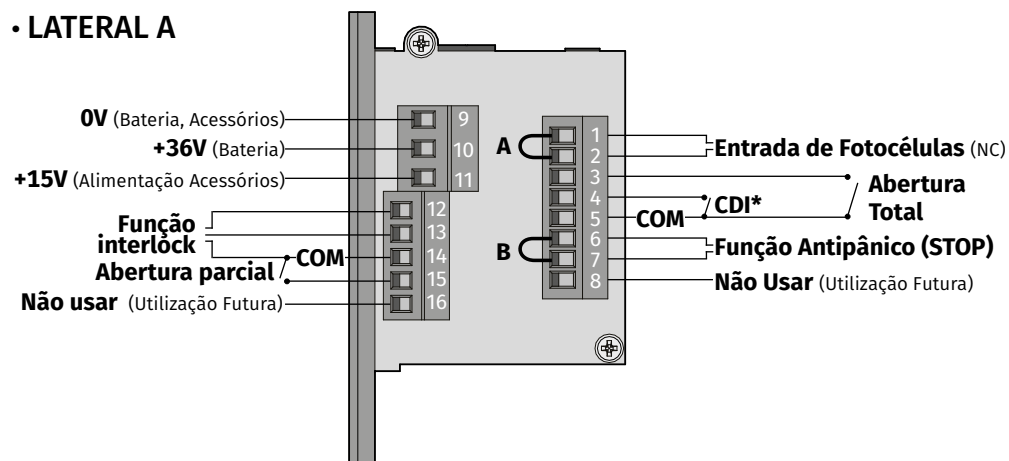 • LATERAL A
0V (Bateria, Acessórios)
+36V (Bateria)
+15V (Alimentação Acessórios)
Função
interlock
COM
Abertura parcial
Não usar (Utilização Futura)
9
10
11
12
13
14
15
16
A
B
1
2
3
4
5
6
7
8
Entrada de Fotocélulas (NC)
Abertura
Total
CDI*
COM
Função Antipânico (STOP)
Não Usar (Utilização Futura)